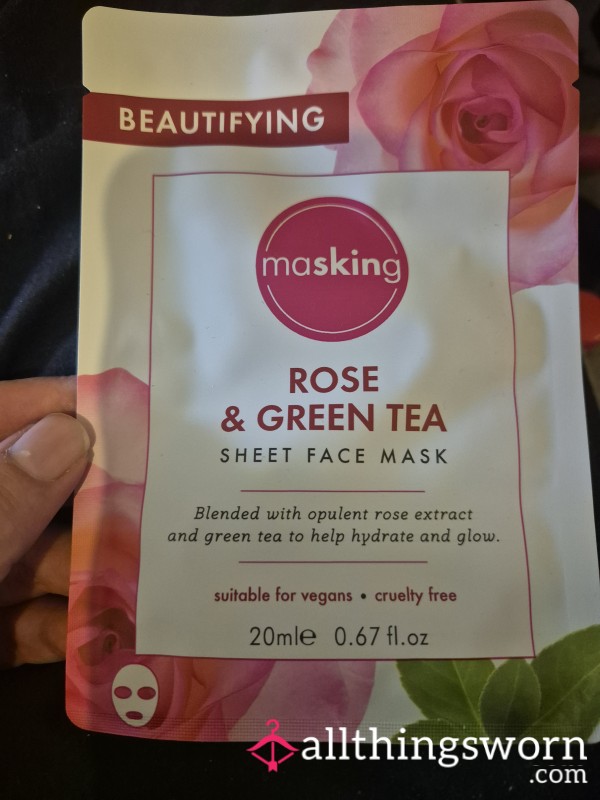 BEAUTIFYING
masking
ROSE
& GREEN TEA
SHEET FACE MASK
Blended with opulent rose extract
and green tea to help hydrate and glow.
suitable for vegans • cruelty free
20ml℮ 0.67 fl.oz
allthingsworn
.com